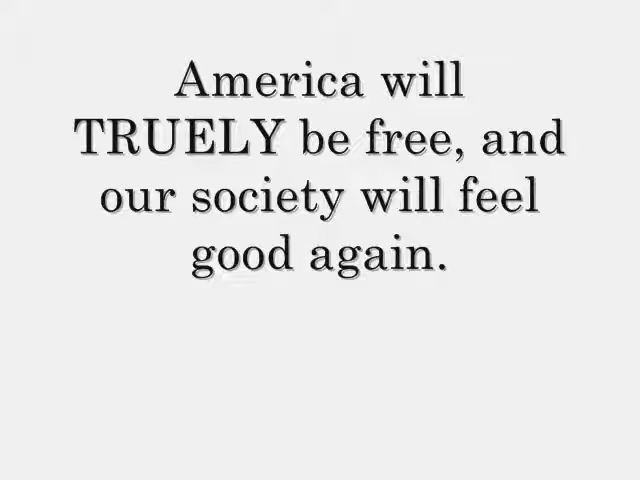 America will
TRUELY be free, and
our society will feel
good again.